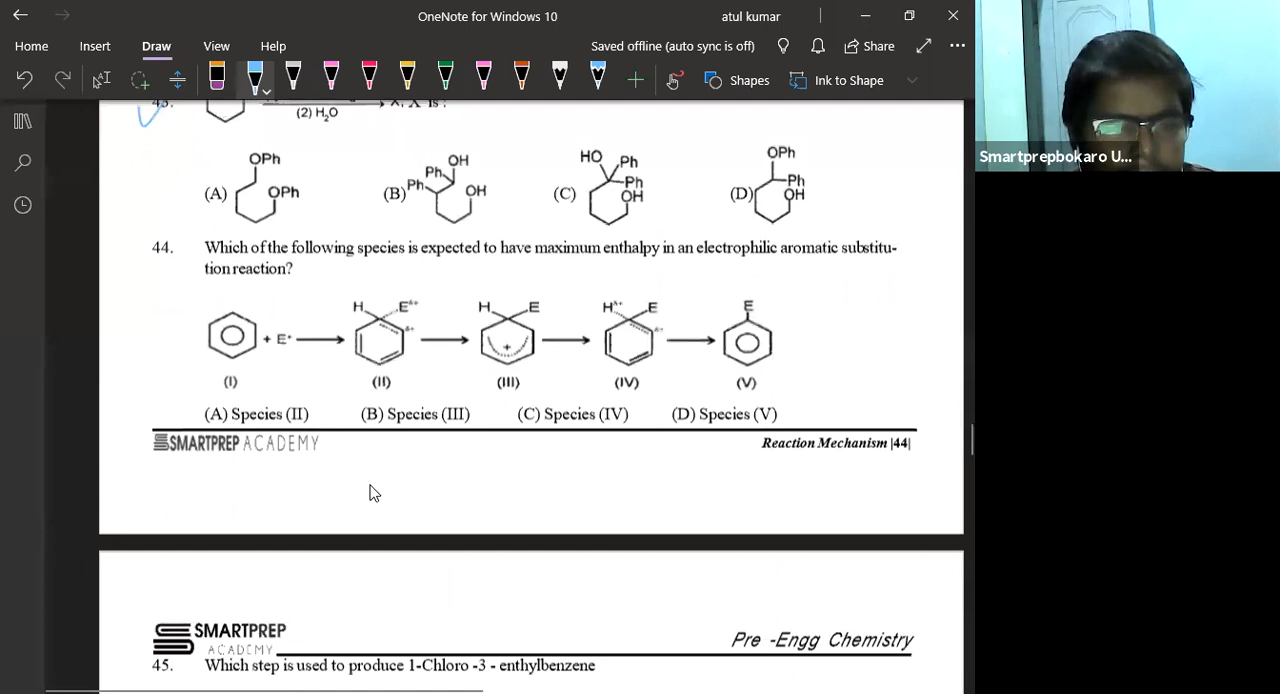 OneNote for Windows 10
atul kumar
Home Insert Draw View Help
Saved offline (auto sync is off)
Share
Shapes
Ink to Shape
43. X, X is :
(2) H₂O
(A) OPh OPh
(B) Ph Ph OH OH
(C) HO Ph Ph OH
(D) OPh Ph OH
Smartprepbokaro U...
44. Which of the following species is expected to have maximum enthalpy in an electrophilic aromatic substitu-
tion reaction?
+ E⁺ H E^δ+ δ+ H E + H^δ+ E δ+ E
(I) (II) (III) (IV) (V)
(A) Species (II) (B) Species (III) (C) Species (IV) (D) Species (V)
SMARTPREP ACADEMY
Reaction Mechanism |44|
SMARTPREP
ACADEMY
Pre -Engg Chemistry
45. Which step is used to produce 1-Chloro -3 - enthylbenzene